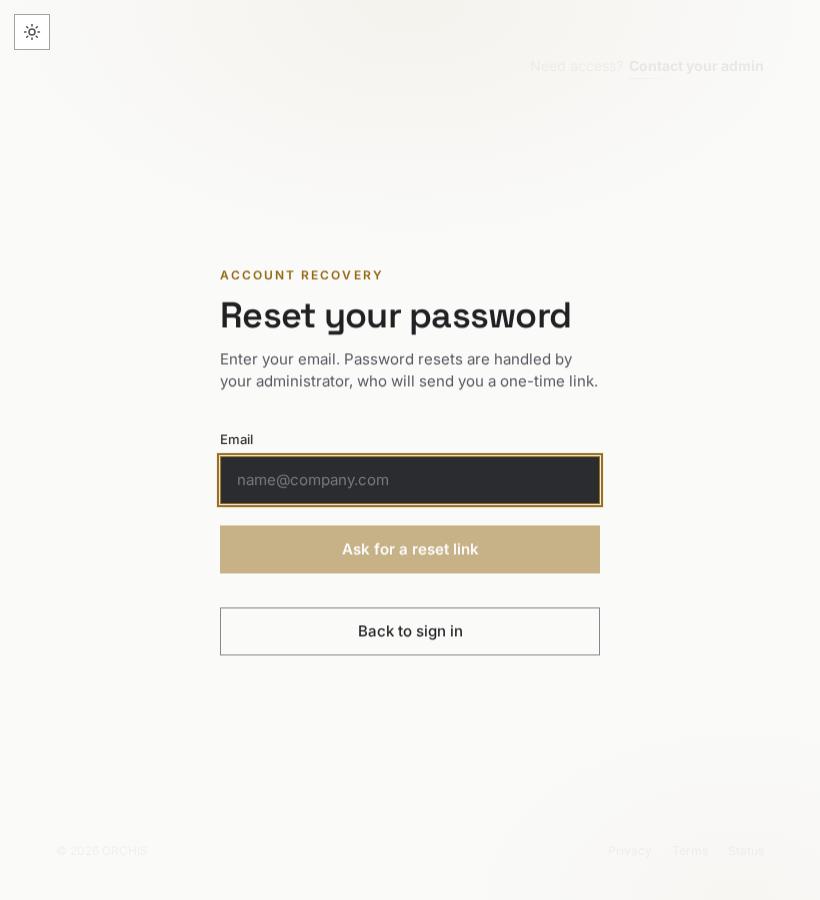 Need access? Contact your admin
ACCOUNT RECOVERY
Reset your password
Enter your email. Password resets are handled by
your administrator, who will send you a one-time link.
Email
name@company.com
Ask for a reset link
Back to sign in
© 2026 ORCHIS
Privacy Terms Status